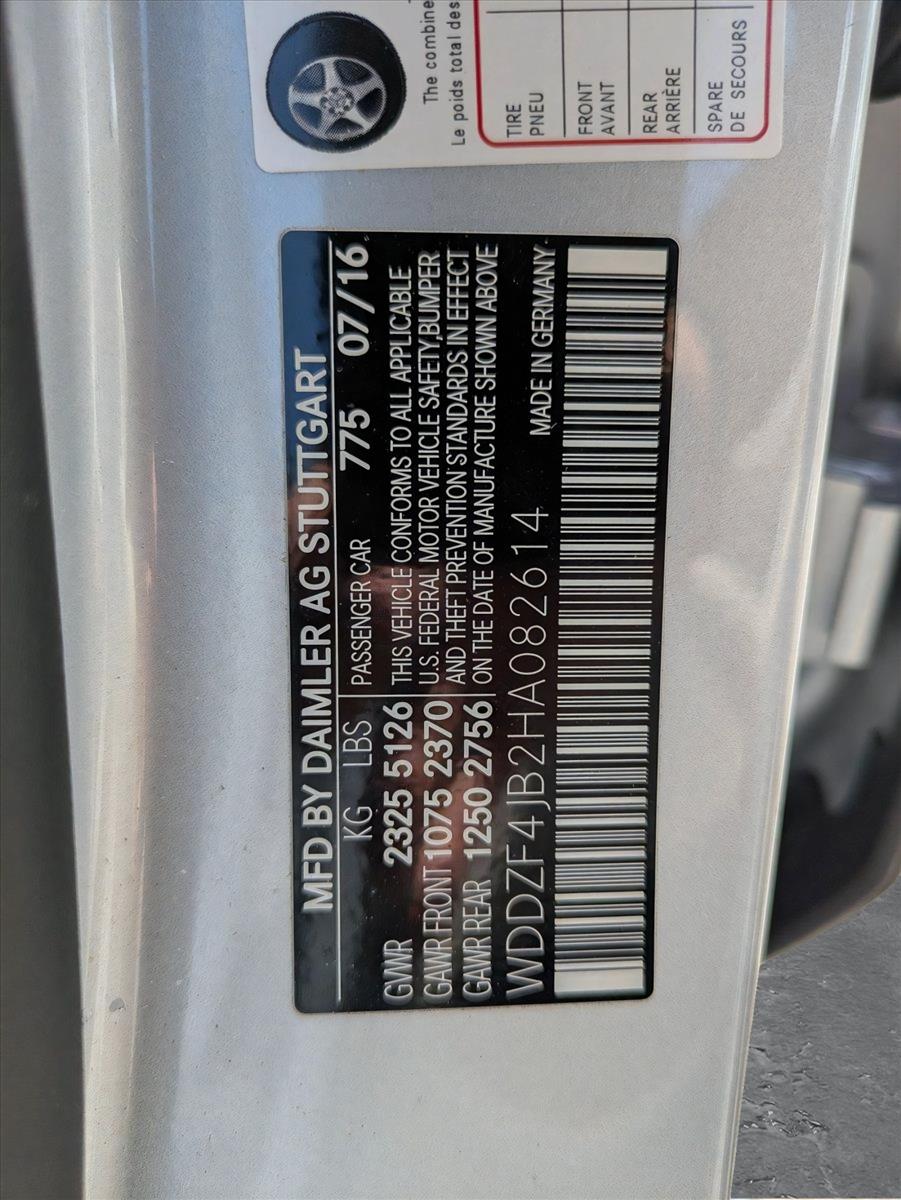 The combine
Le poids total des
TIRE
PNEU
FRONT
AVANT
REAR
ARRIÈRE
SPARE
DE SECOURS
MFD BY DAIMLER AG STUTTGART
KG LBS PASSENGER CAR 775 07/16
GVWR 2325 5126 THIS VEHICLE CONFORMS TO ALL APPLICABLE
GAWR FRONT 1075 2370 U.S. FEDERAL MOTOR VEHICLE SAFETY,BUMPER
AND THEFT PREVENTION STANDARDS IN EFFECT
GAWR REAR 1250 2756 ON THE DATE OF MANUFACTURE SHOWN ABOVE
WDDZF4JB2HA082614 MADE IN GERMANY